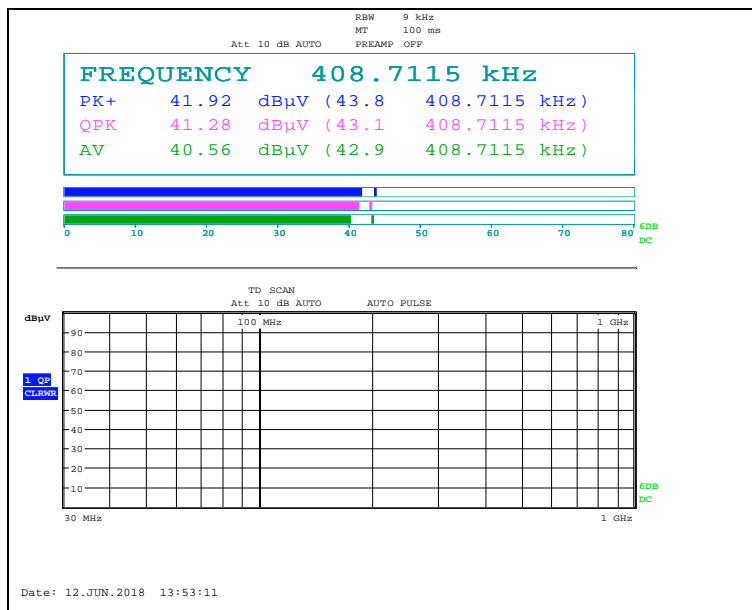 RBW 9 kHz
MT 100 ms
Att 10 dB AUTO PREAMP OFF
FREQUENCY 408.7115 kHz
PK+ 41.92 dBµV (43.8 408.7115 kHz)
QPK 41.28 dBµV (43.1 408.7115 kHz)
AV 40.56 dBµV (42.9 408.7115 kHz)
0 10 20 30 40 50 60 70 80
6DB
DC
TD SCAN
Att 10 dB AUTO AUTO PULSE
dBµV
100 MHz 1 GHz
90
80
70
1 QP
CLRWR
60
50
40
30
20
10
6DB
DC
30 MHz 1 GHz
Date: 12.JUN.2018 13:53:11